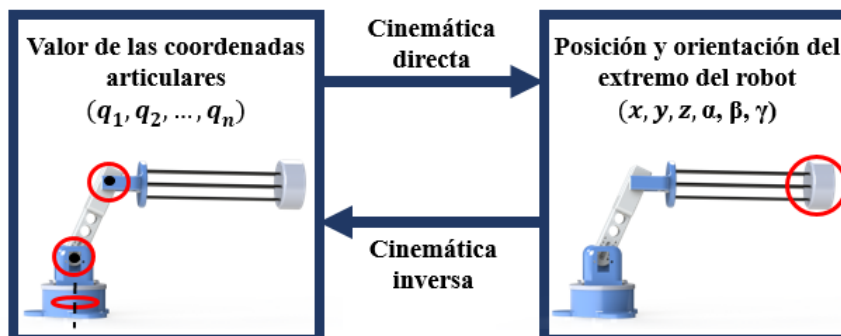 Valor de las coordenadas
articulares
(q₁, q₂, ..., qₙ)
Cinemática
directa
Posición y orientación del
extremo del robot
(x, y, z, α, β, γ)
Cinemática
inversa